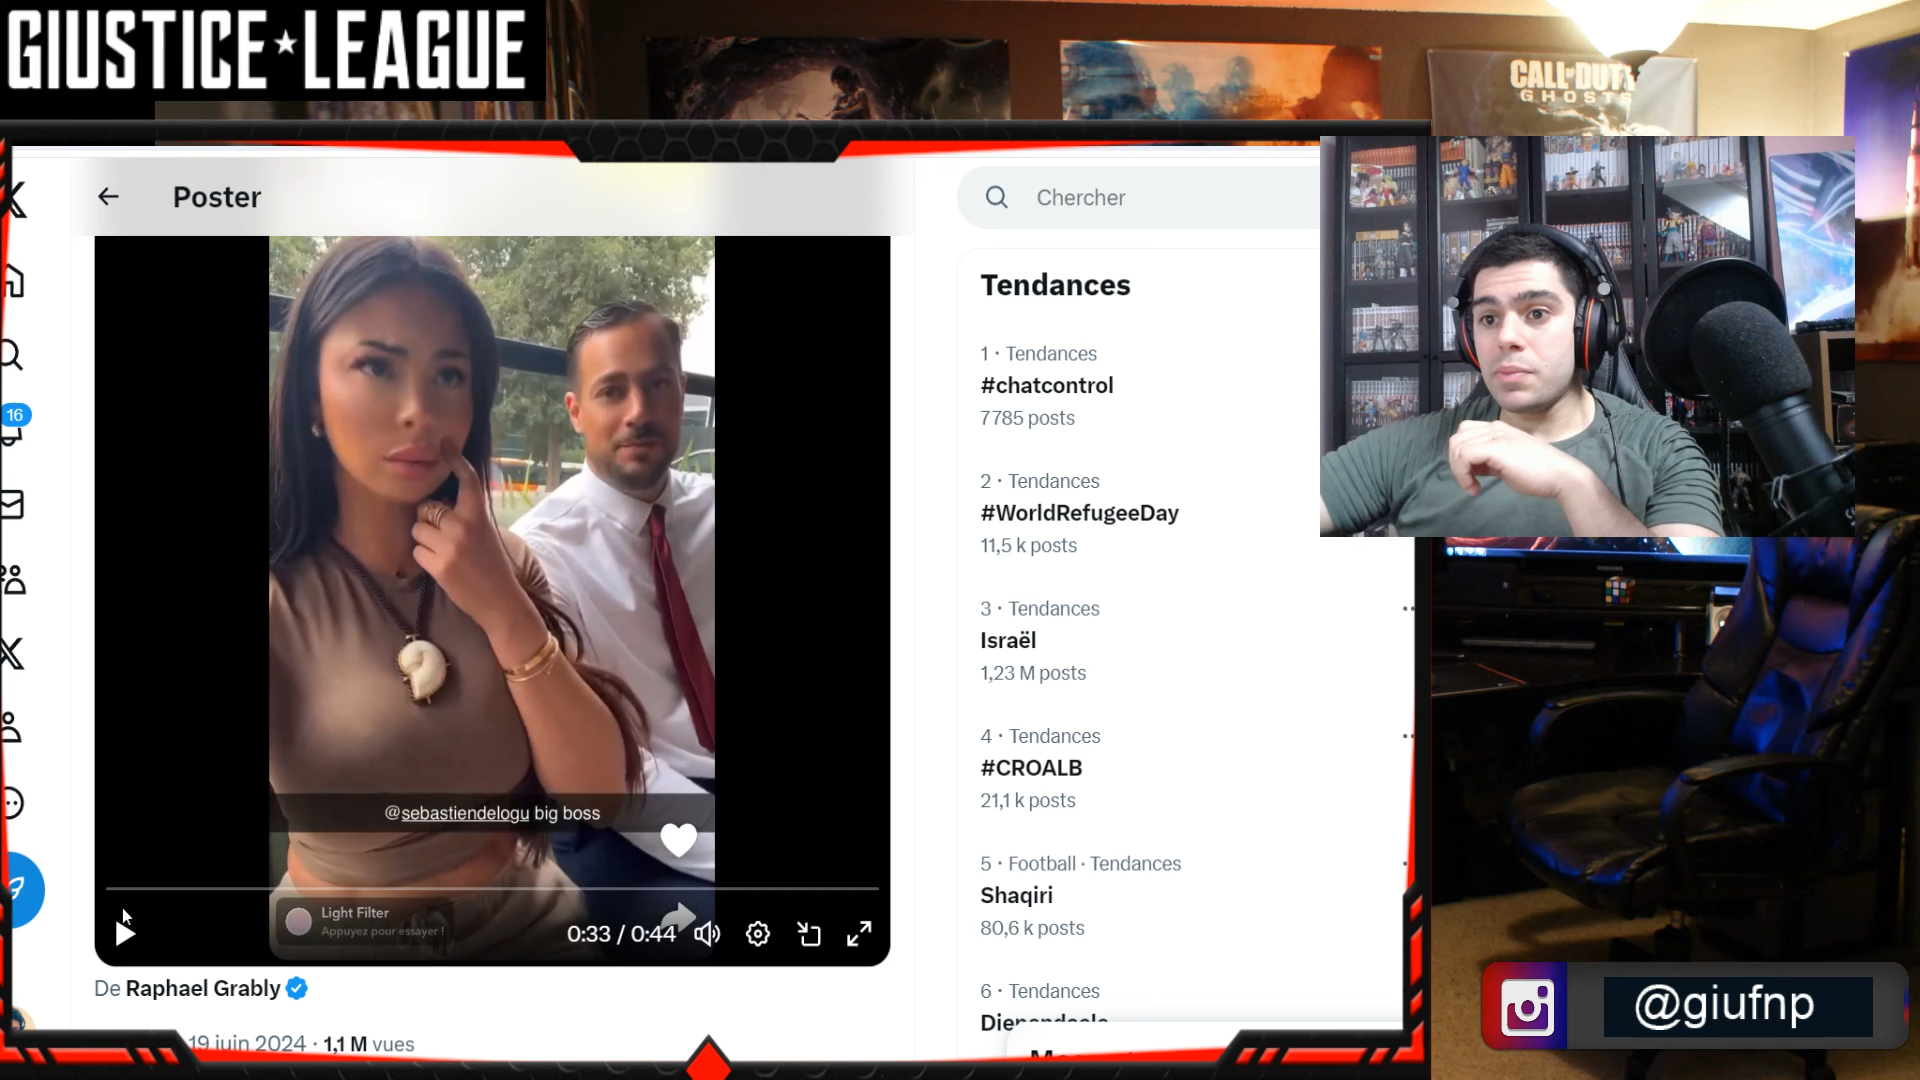 GIUSTICE★LEAGUE
CALL OF DUTY
GHOSTS
Poster
Chercher
Tendances
1 · Tendances
#chatcontrol
7 785 posts
2 · Tendances
#WorldRefugeeDay
11,5 k posts
3 · Tendances
Israël
1,23 M posts
4 · Tendances
#CROALB
21,1 k posts
5 · Football · Tendances
Shaqiri
80,6 k posts
6 · Tendances
16
@sebastiendelogu big boss
Light Filter
Appuyez pour essayer !
0:33 / 0:44
De Raphael Grably
19 juin 2024 · 1,1 M vues
SAMSUNG
@giufnp